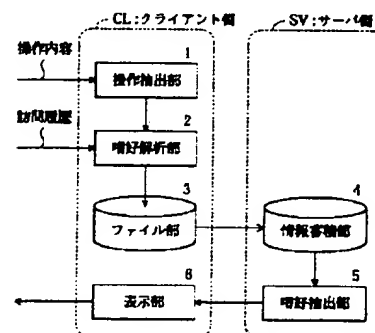 CL:クライアント側
SV:サーバ側
操作内容
1
操作抽出部
訪問履歴
2
嗜好解析部
3
ファイル部
4
情報蓄積部
6
表示部
5
嗜好抽出部